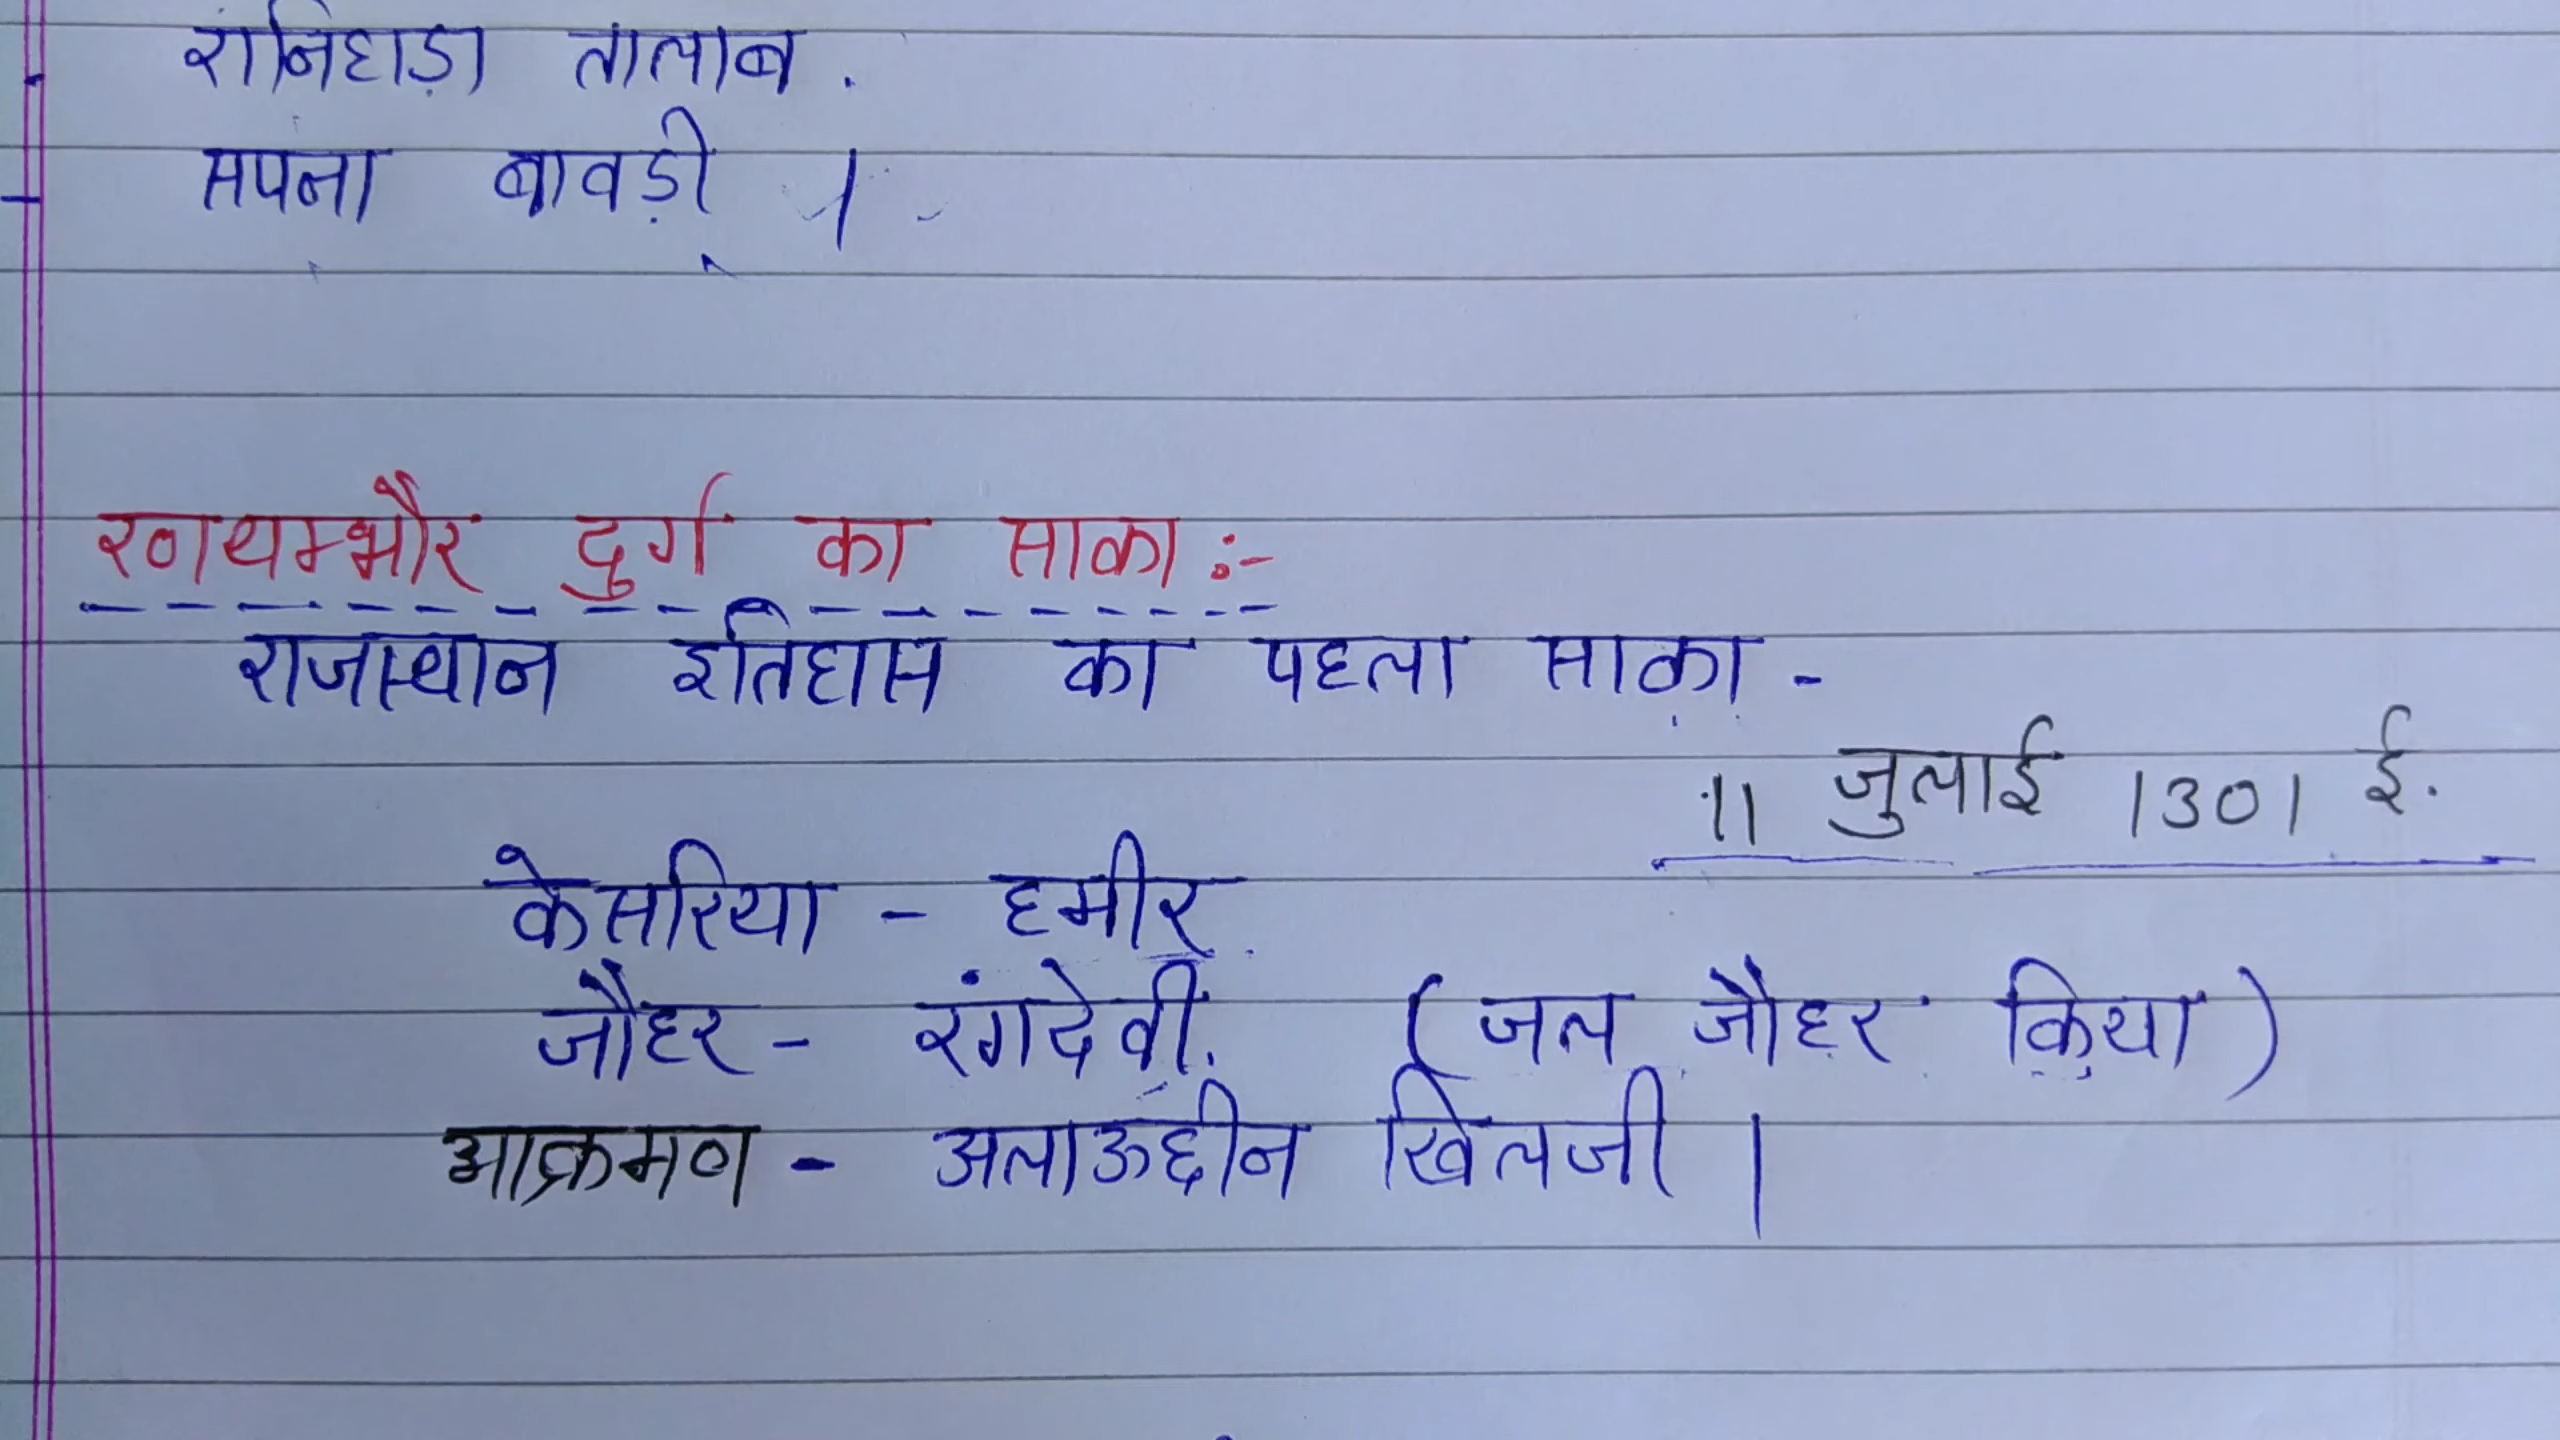 - रानिहाड़ा तालाब .
- सपना बावड़ी ।
रणथम्भौर दुर्ग का साका :-
राजस्थान इतिहास का पहला साका -
11 जुलाई 1301 ई.
केसरिया - हमीर
जौहर - रंगदेवी. (जल जौहर किया)
आक्रमण - अलाऊद्दीन खिलजी |